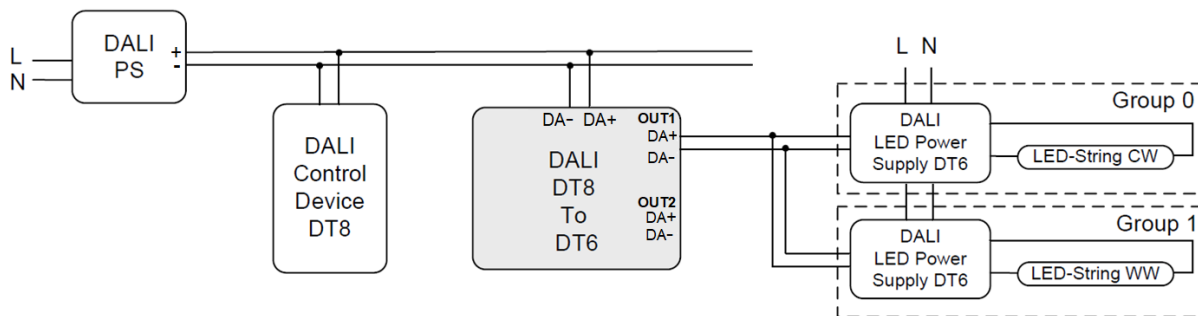 L
N
DALI
PS
+
-
DALI
Control
Device
DT8
DA- DA+
OUT1
DA+
DA-
DALI
DT8
To
DT6
OUT2
DA+
DA-
L N
Group 0
DALI
LED Power
Supply DT6
LED-String CW
Group 1
DALI
LED Power
Supply DT6
LED-String WW